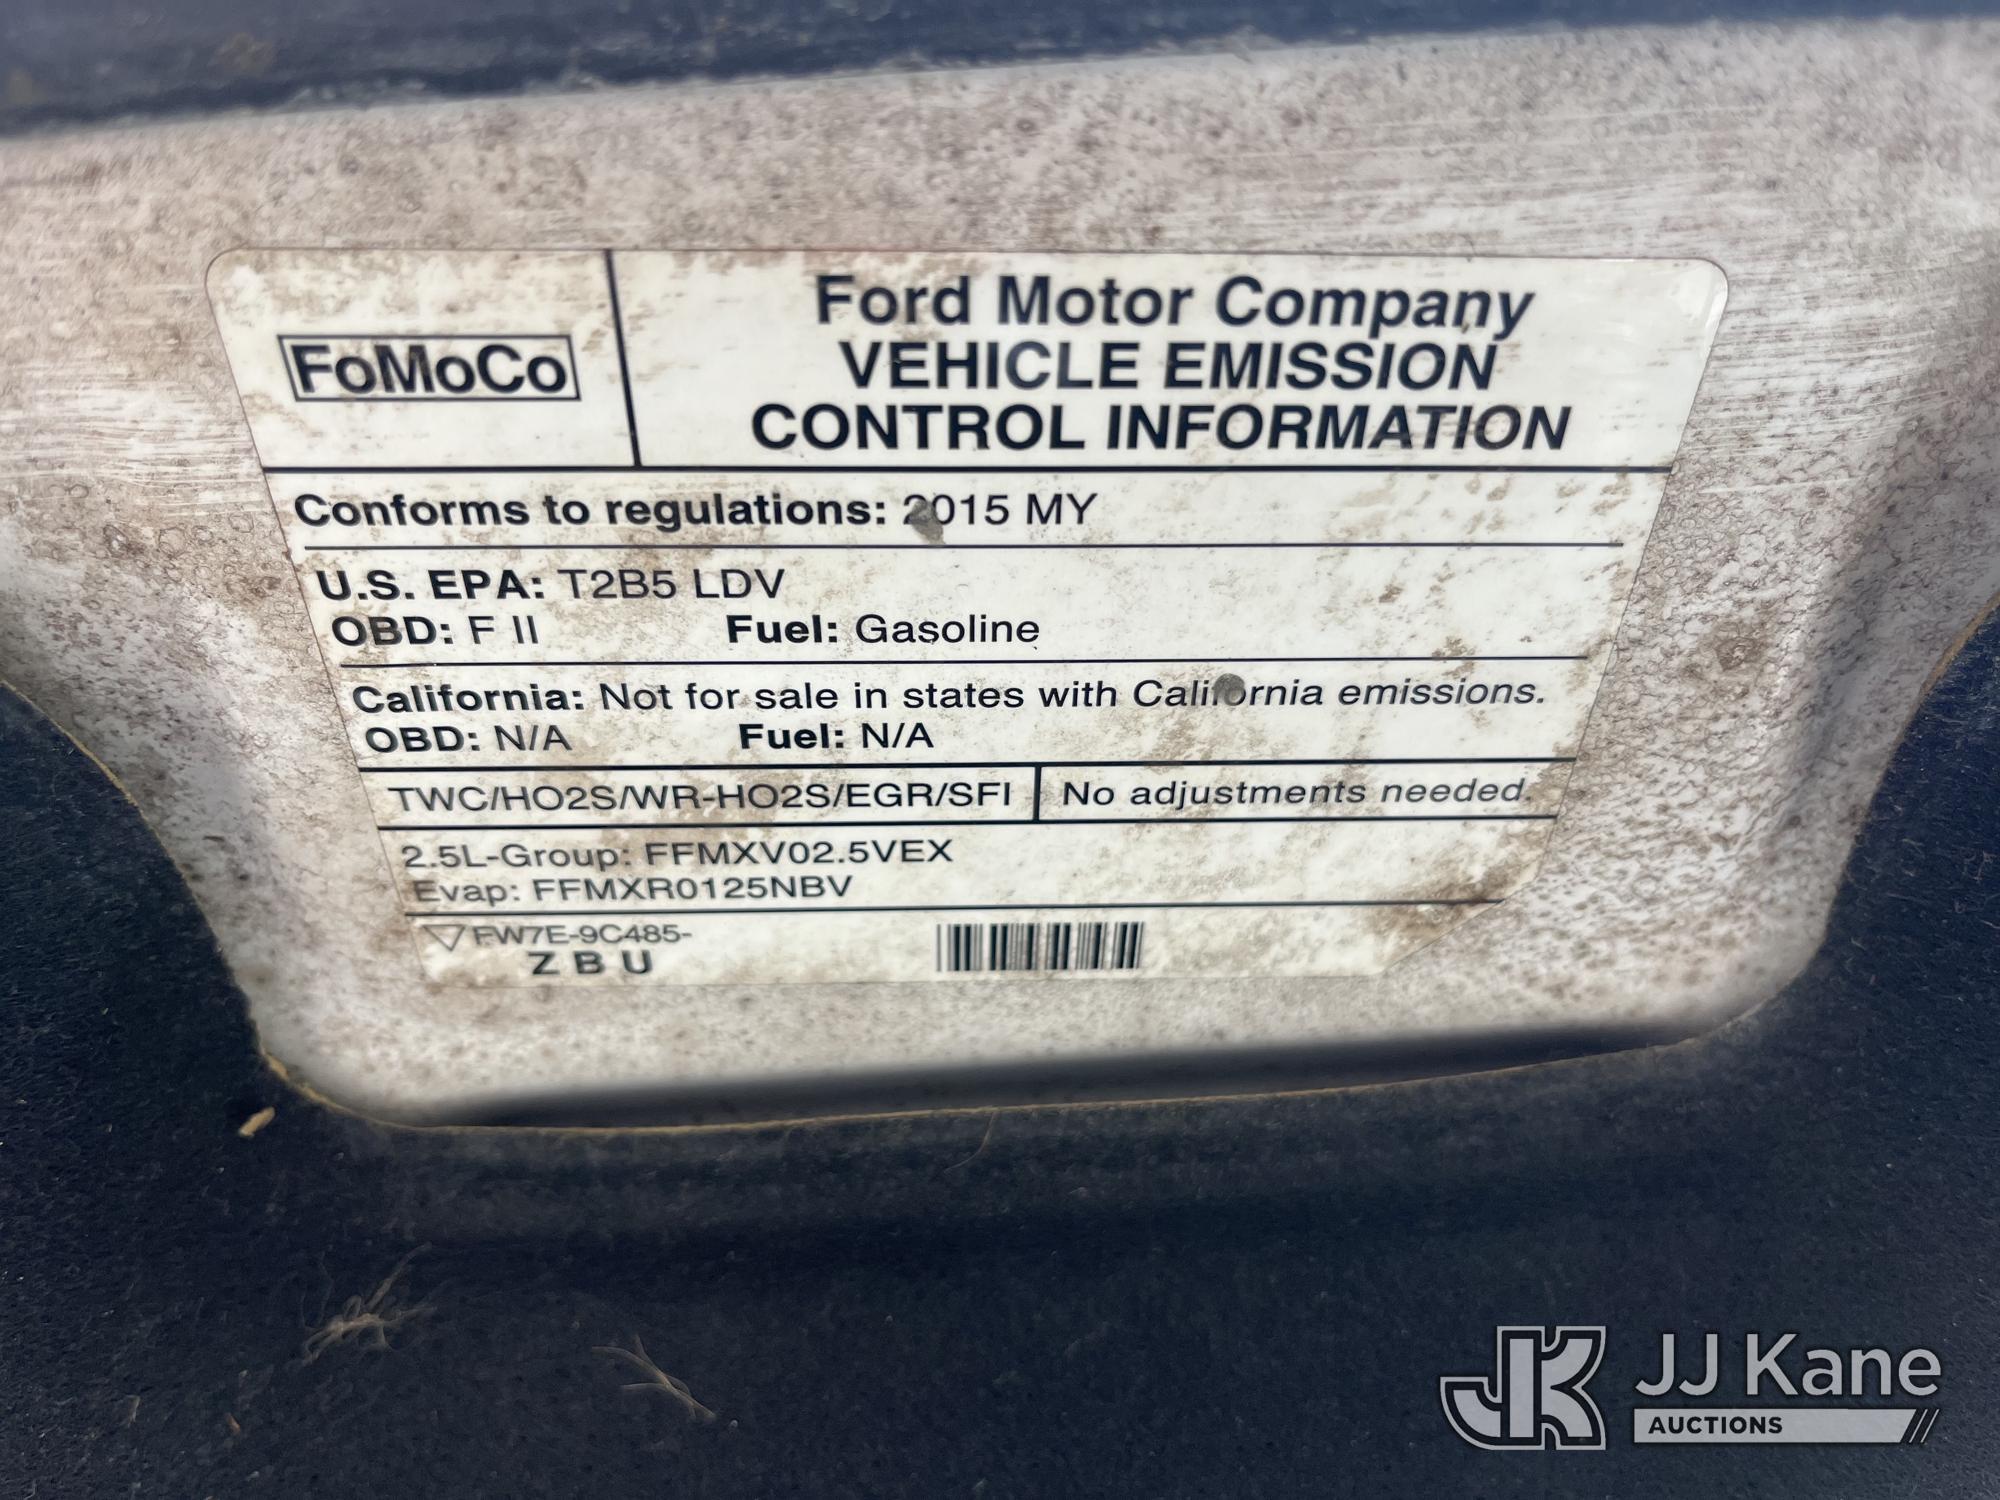 FoMoCo
Ford Motor Company
VEHICLE EMISSION
CONTROL INFORMATION
Conforms to regulations: 2015 MY
U.S. EPA: T2B5 LDV
OBD: F II Fuel: Gasoline
California: Not for sale in states with California emissions.
OBD: N/A Fuel: N/A
TWC/HO2S/WR-HO2S/EGR/SFI No adjustments needed.
2.5L-Group: FFMXV02.5VEX
Evap: FFMXR0125NBV
FW7E-9C485-
Z B U
JK JJ Kane
AUCTIONS